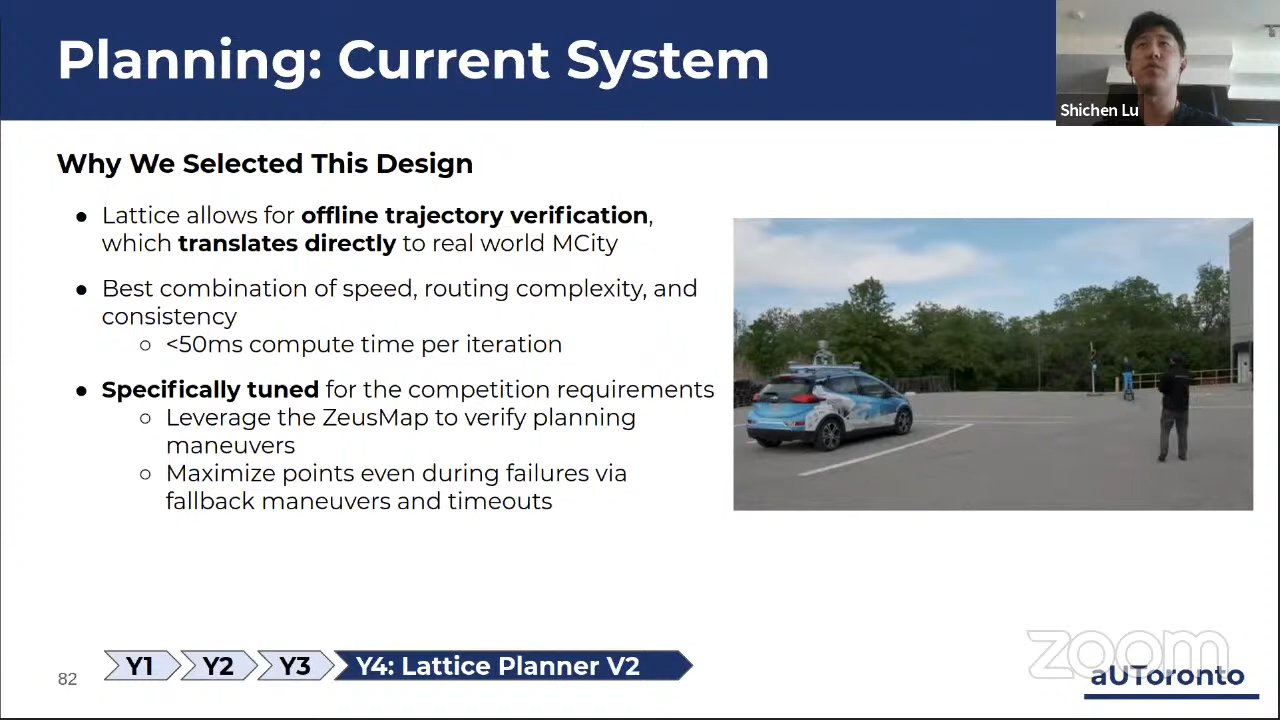 Planning: Current System
Shichen Lu
Why We Selected This Design
● Lattice allows for offline trajectory verification,
which translates directly to real world MCity
● Best combination of speed, routing complexity, and
consistency
○ <50ms compute time per iteration
● Specifically tuned for the competition requirements
○ Leverage the ZeusMap to verify planning
maneuvers
○ Maximize points even during failures via
fallback maneuvers and timeouts
82
Y1
Y2
Y3
Y4: Lattice Planner V2
zoom
aUToronto